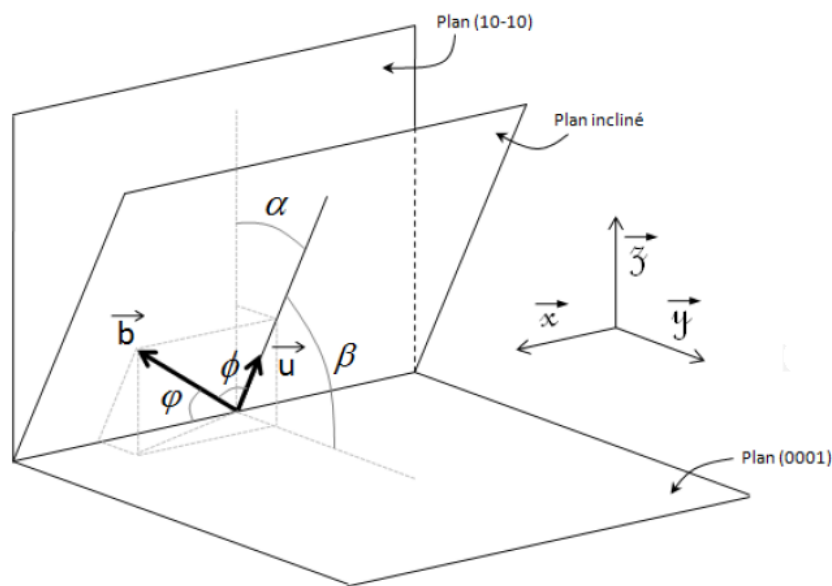 Plan (10-10)
Plan incliné
α
z
b
ϕ
u
β
x
y
φ
Plan (0001)